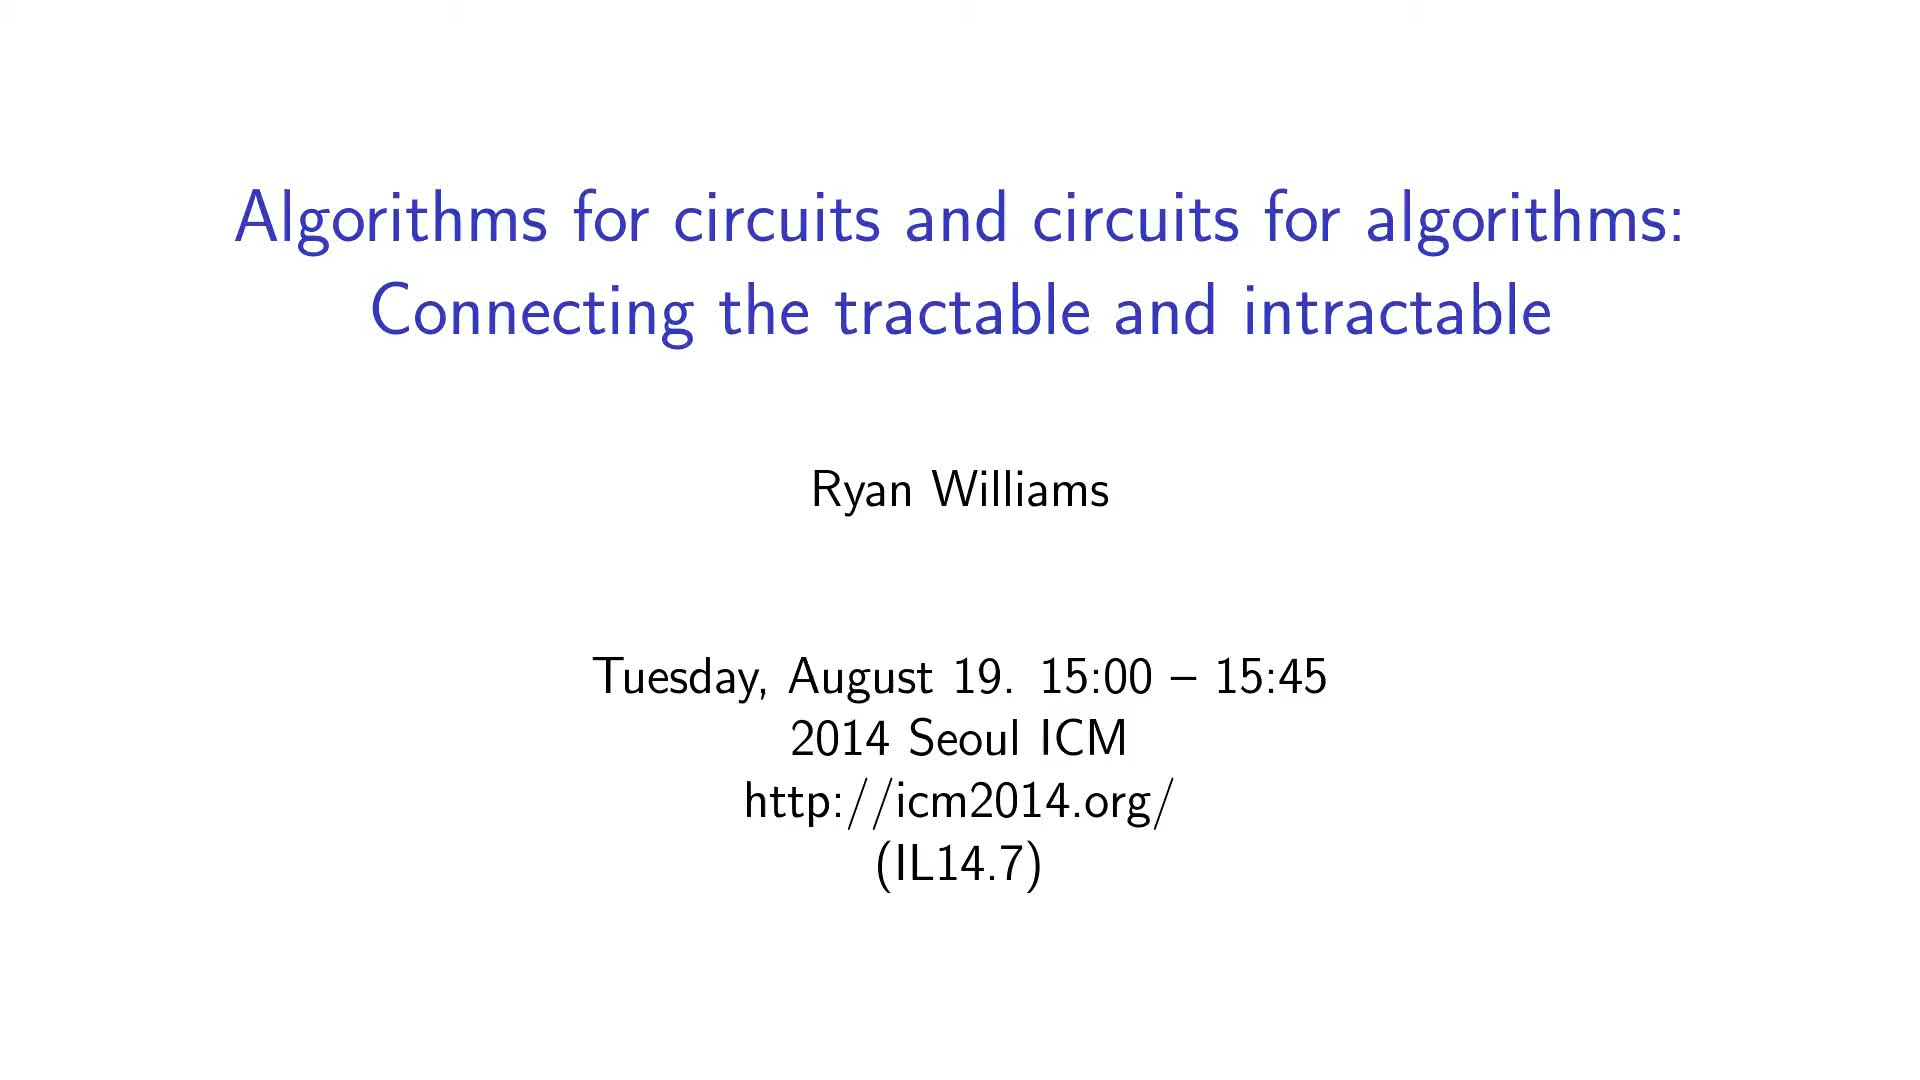 Algorithms for circuits and circuits for algorithms:
Connecting the tractable and intractable
Ryan Williams
Tuesday, August 19. 15:00 – 15:45
2014 Seoul ICM
http://icm2014.org/
(IL14.7)